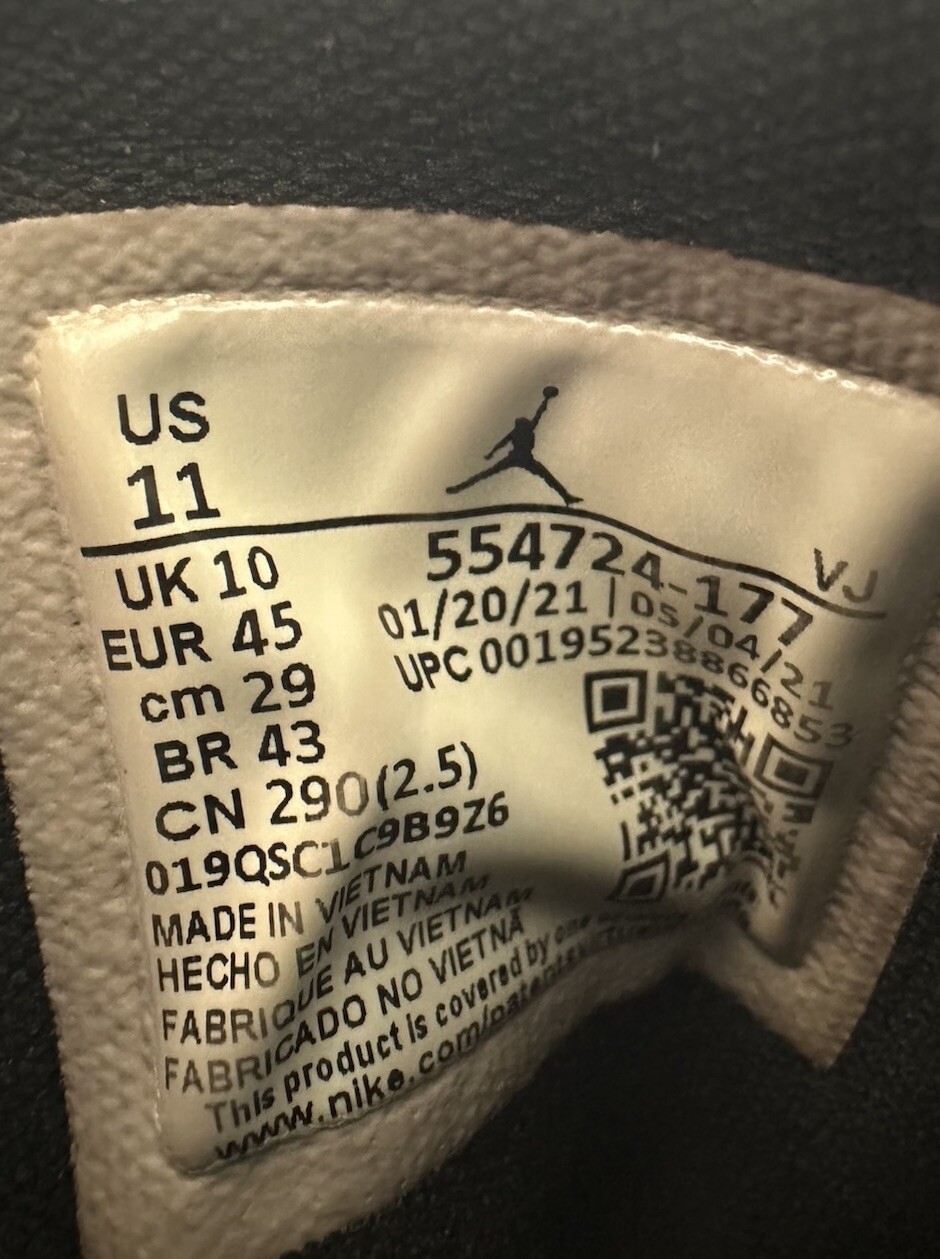 US
11
VJ
UK 10
EUR 45
cm 29
BR 43
CN 290(2.5)
554724-177
01/20/21 | 05/04/21
UPC 00195238866853
019QSC1C9B9Z6
MADE IN VIETNAM
HECHO EN VIETNAM
FABRIQUE AU VIETNAM
FABRICADO NO VIETNÃ
This product is covered by one
www.nike.com/patents